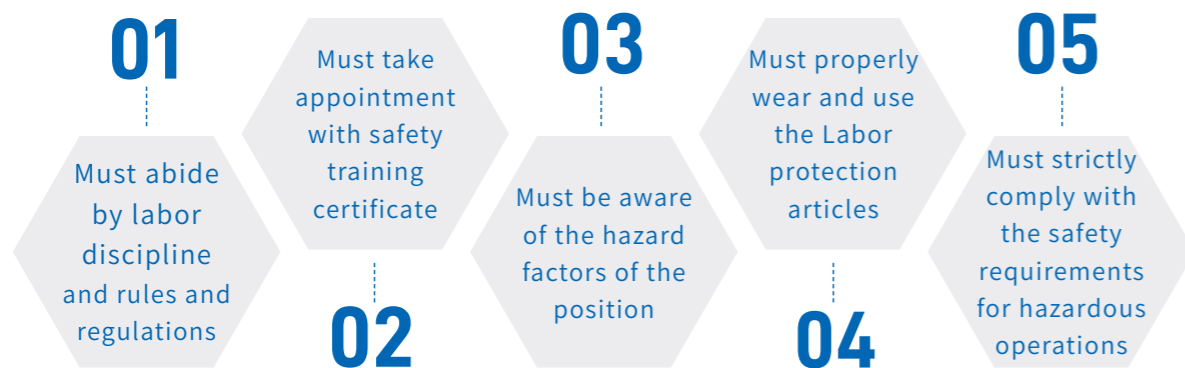 01
Must abide
by labor
discipline
and rules and
regulations
Must take
appointment
with safety
training
certificate
02
03
Must be aware
of the hazard
factors of the
position
Must properly
wear and use
the Labor
protection
articles
04
05
Must strictly
comply with
the safety
requirements
for hazardous
operations